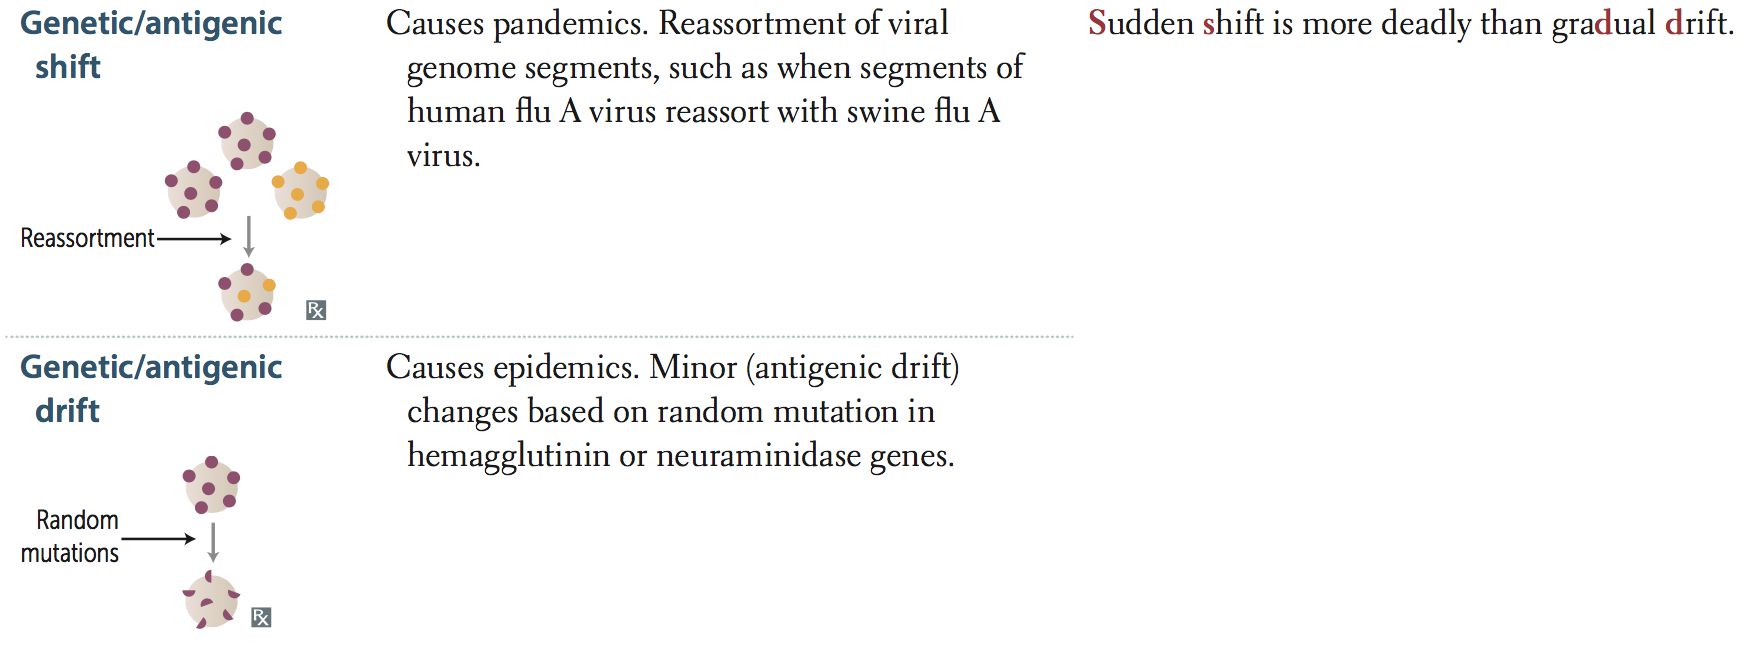 Genetic/antigenic
shift
Causes pandemics. Reassortment of viral
genome segments, such as when segments of
human flu A virus reassort with swine flu A
virus.
Sudden shift is more deadly than gradual drift.
Reassortment
Rx
Genetic/antigenic
drift
Causes epidemics. Minor (antigenic drift)
changes based on random mutation in
hemagglutinin or neuraminidase genes.
Random
mutations
Rx